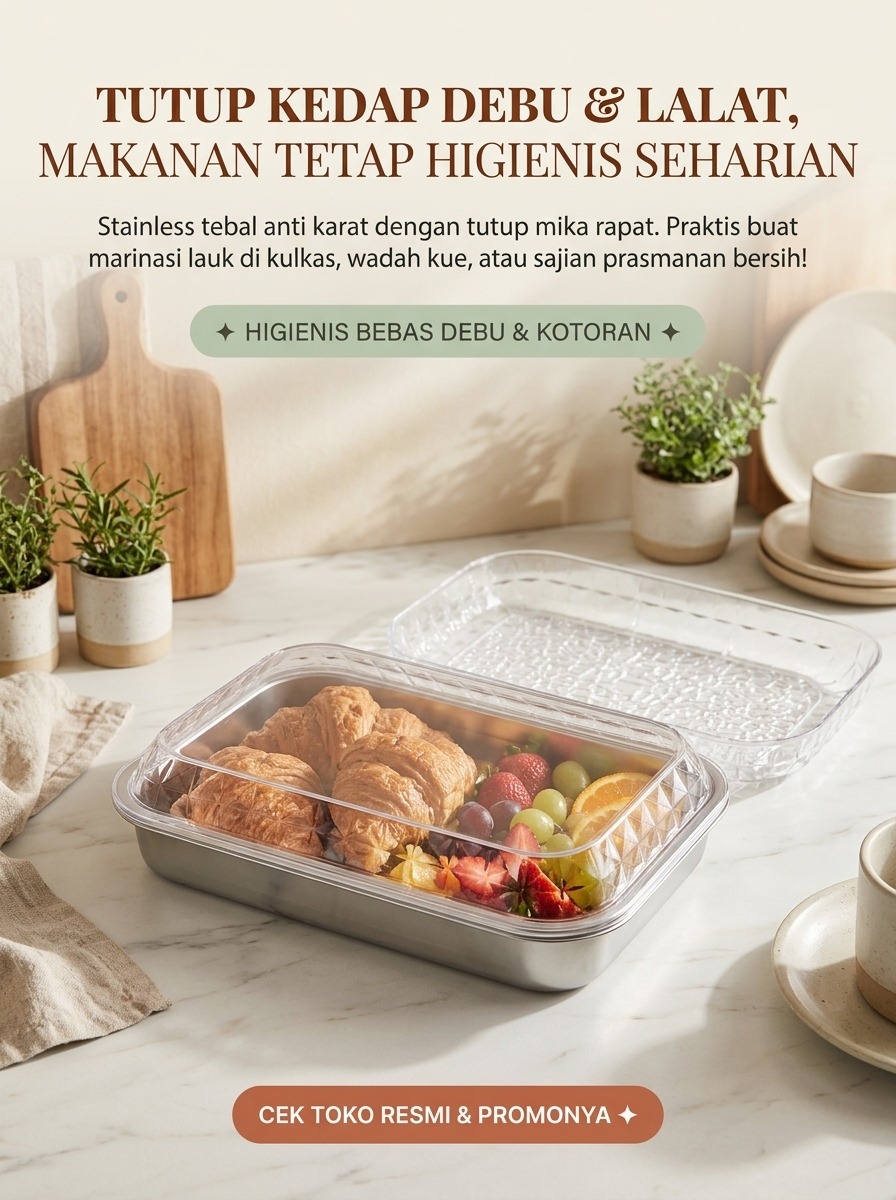 TUTUP KEDAP DEBU & LALAT,
MAKANAN TETAP HIGIENIS SEHARIAN
Stainless tebal anti karat dengan tutup mika rapat. Praktis buat
marinasi lauk di kulkas, wadah kue, atau sajian prasmanan bersih!
✦ HIGIENIS BEBAS DEBU & KOTORAN ✦
CEK TOKO RESMI & PROMONYA ✦